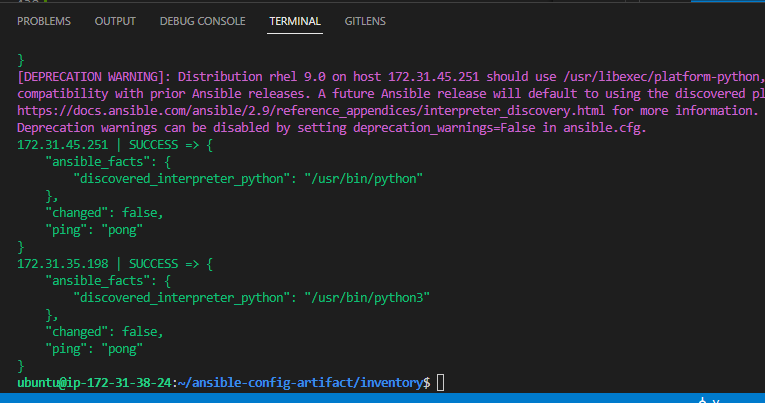 PROBLEMS OUTPUT DEBUG CONSOLE TERMINAL GITLENS
}
[DEPRECATION WARNING]: Distribution rhel 9.0 on host 172.31.45.251 should use /usr/libexec/platform-python,
compatibility with prior Ansible releases. A future Ansible release will default to using the discovered pl
https://docs.ansible.com/ansible/2.9/reference_appendices/interpreter_discovery.html for more information.
Deprecation warnings can be disabled by setting deprecation_warnings=False in ansible.cfg.
172.31.45.251 | SUCCESS => {
    "ansible_facts": {
        "discovered_interpreter_python": "/usr/bin/python"
    },
    "changed": false,
    "ping": "pong"
}
172.31.35.198 | SUCCESS => {
    "ansible_facts": {
        "discovered_interpreter_python": "/usr/bin/python3"
    },
    "changed": false,
    "ping": "pong"
}
ubuntu@ip-172-31-38-24:~/ansible-config-artifact/inventory$